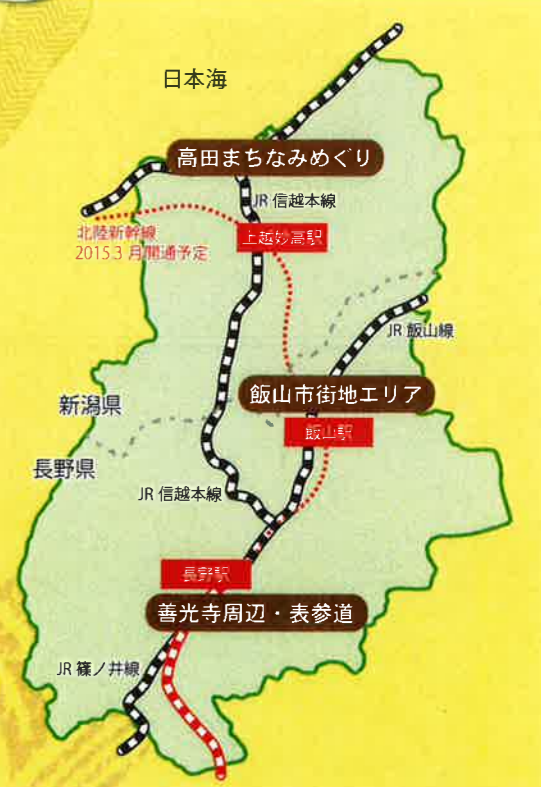 日本海
高田まちなみめぐり
JR 信越本線
北陸新幹線
2015.3 月開通予定
上越妙高駅
JR 飯山線
飯山市街地エリア
新潟県
飯山駅
長野県
JR 信越本線
長野駅
善光寺周辺・表参道
JR 篠ノ井線